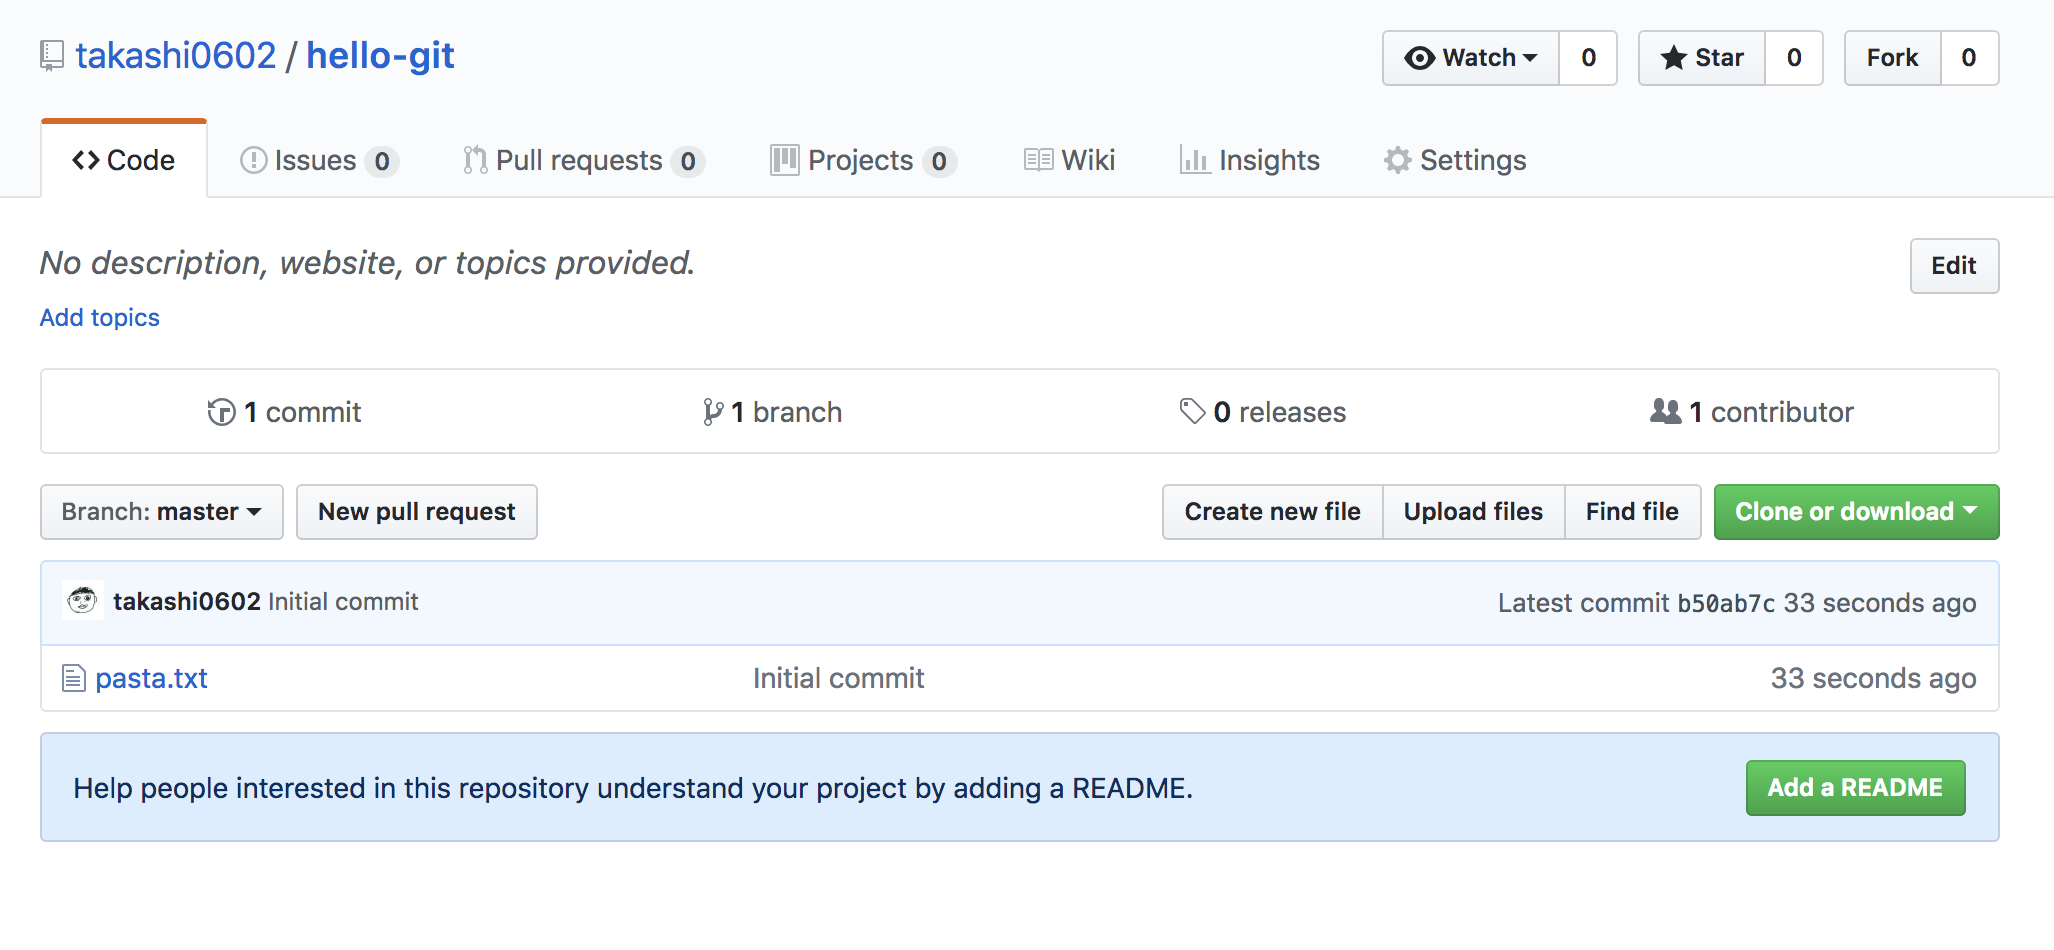 takashi0602 / hello-git
Watch 0 Star 0 Fork 0
Code Issues 0 Pull requests 0 Projects 0 Wiki Insights Settings
No description, website, or topics provided. Edit
Add topics
1 commit 1 branch 0 releases 1 contributor
Branch: master New pull request Create new file Upload files Find file Clone or download
takashi0602 Initial commit Latest commit b50ab7c 33 seconds ago
pasta.txt Initial commit 33 seconds ago
Help people interested in this repository understand your project by adding a README. Add a README